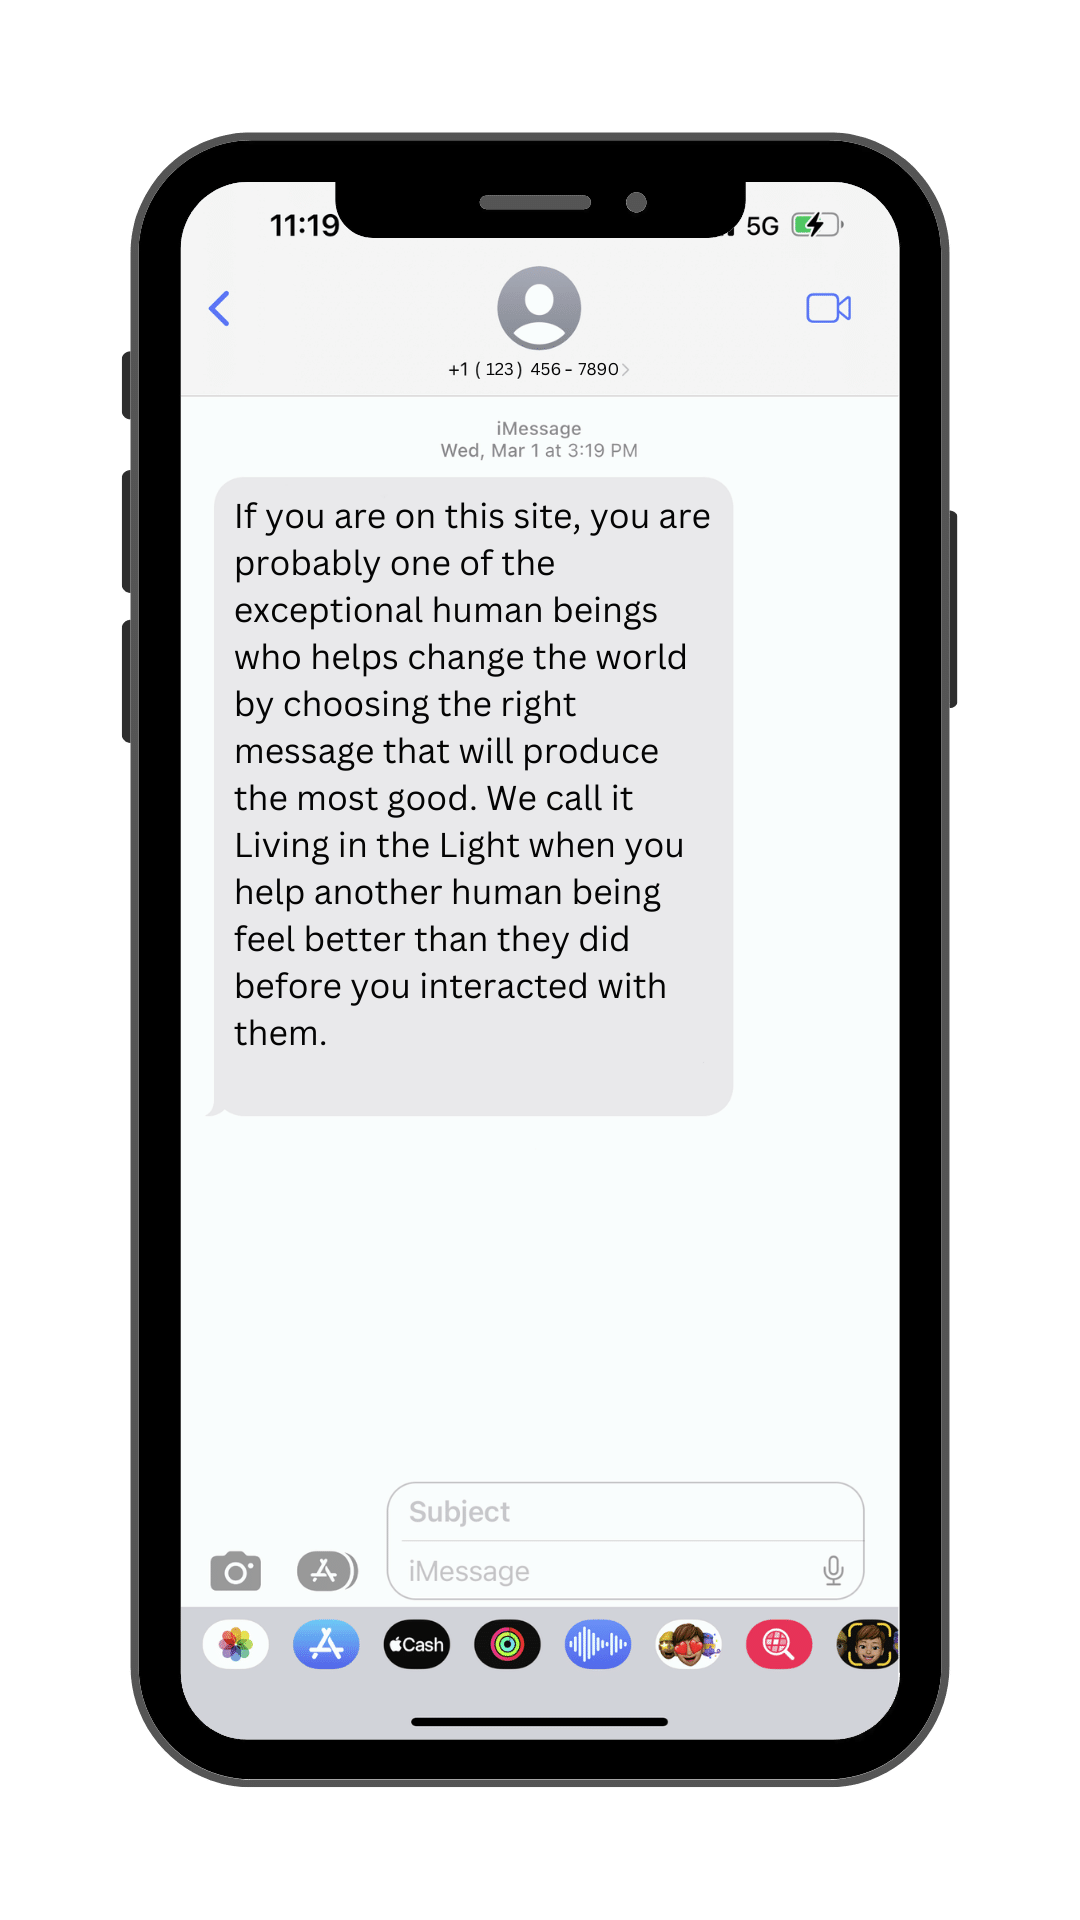 11:19 5G
+1 (123) 456-7890
iMessage
Wed, Mar 1 at 3:19 PM
If you are on this site, you are
probably one of the
exceptional human beings
who helps change the world
by choosing the right
message that will produce
the most good. We call it
Living in the Light when you
help another human being
feel better than they did
before you interacted with
them.
Subject
iMessage
Cash